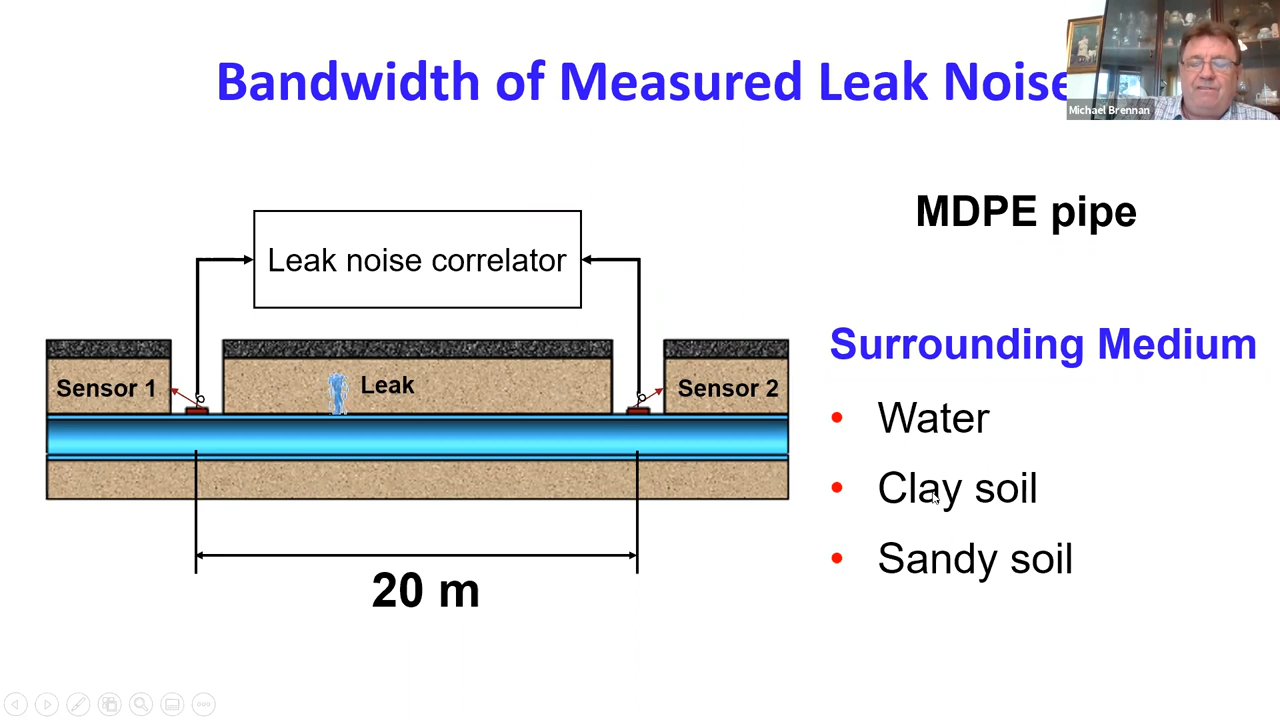 Bandwidth of Measured Leak Noise
Michael Brennan
MDPE pipe
Leak noise correlator
Surrounding Medium
Sensor 1
Leak
Sensor 2
• Water
• Clay soil
• Sandy soil
20 m